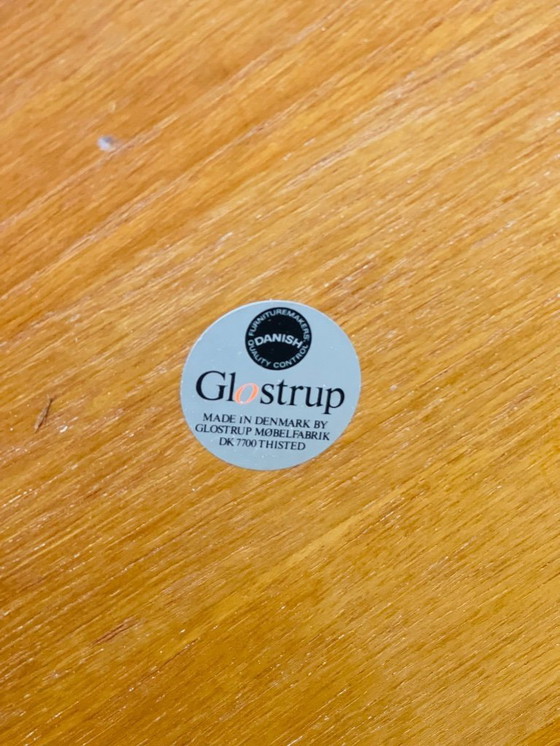 FURNITUREMAKERS
DANISH
QUALITY CONTROL
Glostrup
MADE IN DENMARK BY
GLOSTRUP MØBELFABRIK
DK 7700 THISTED